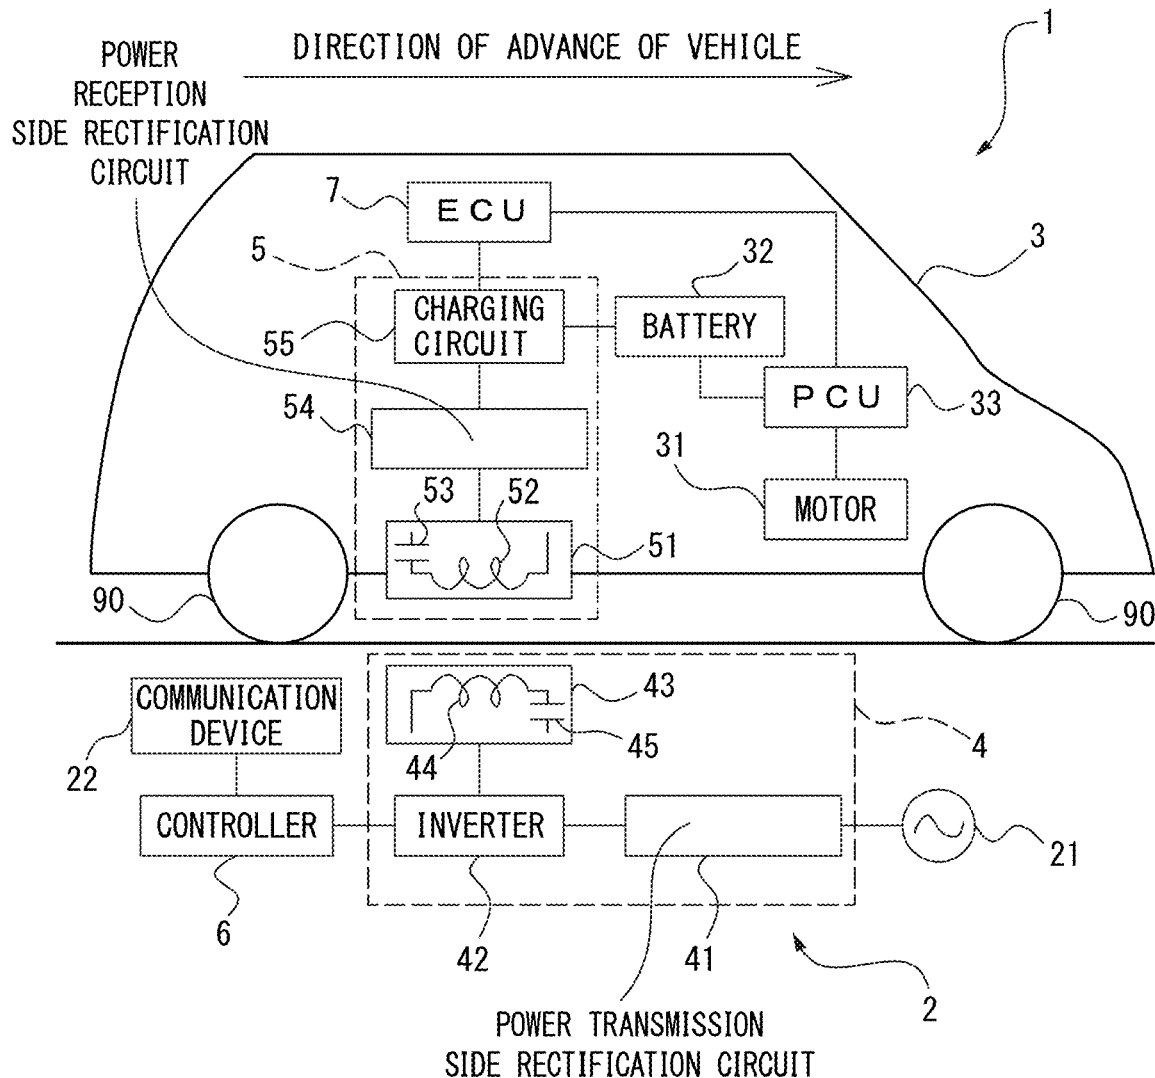 1
DIRECTION OF ADVANCE OF VEHICLE
POWER
RECEPTION
SIDE RECTIFICATION
CIRCUIT
7
ECU
3
5
32
CHARGING
CIRCUIT
55
BATTERY
PCU
33
54
31
MOTOR
53
52
51
90
90
COMMUNICATION
DEVICE
22
43
44
45
4
CONTROLLER
INVERTER
21
6
42
41
2
POWER TRANSMISSION
SIDE RECTIFICATION CIRCUIT